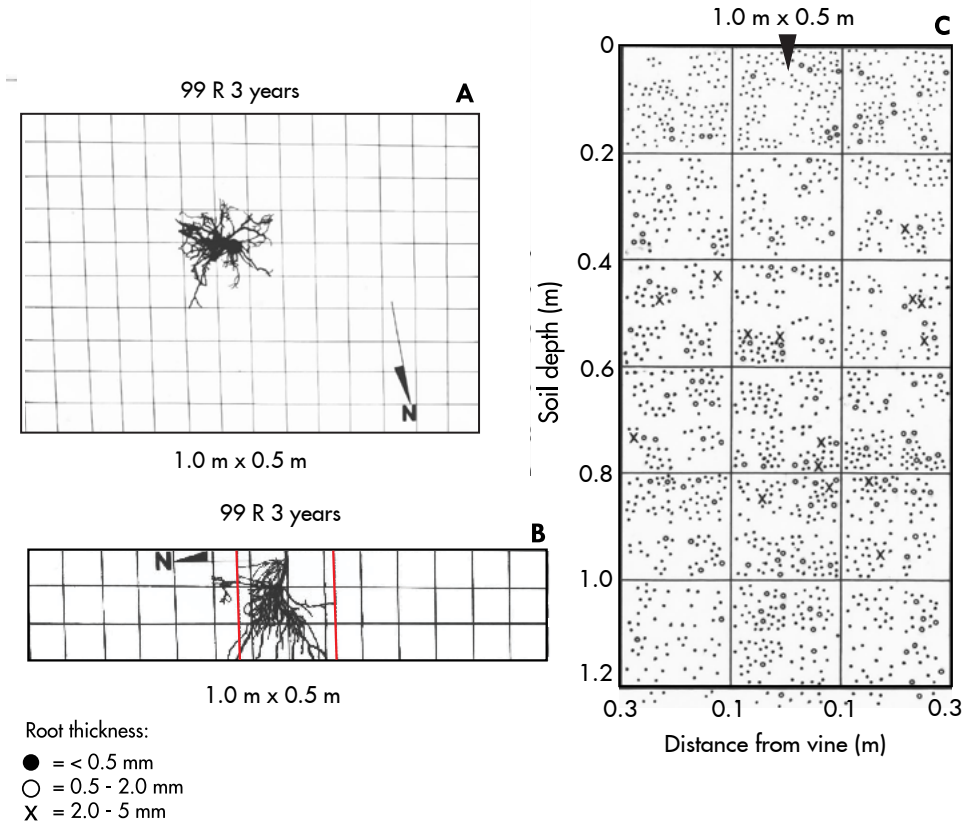 99 R 3 years
A
N
1.0 m x 0.5 m
99 R 3 years
B
N
1.0 m x 0.5 m
Root thickness:
= < 0.5 mm
= 0.5 - 2.0 mm
X = 2.0 - 5 mm
1.0 m x 0.5 m
C
Soil depth (m)
0
0.2
0.4
0.6
0.8
1.0
1.2
0.3 0.1 0.1 0.3
Distance from vine (m)